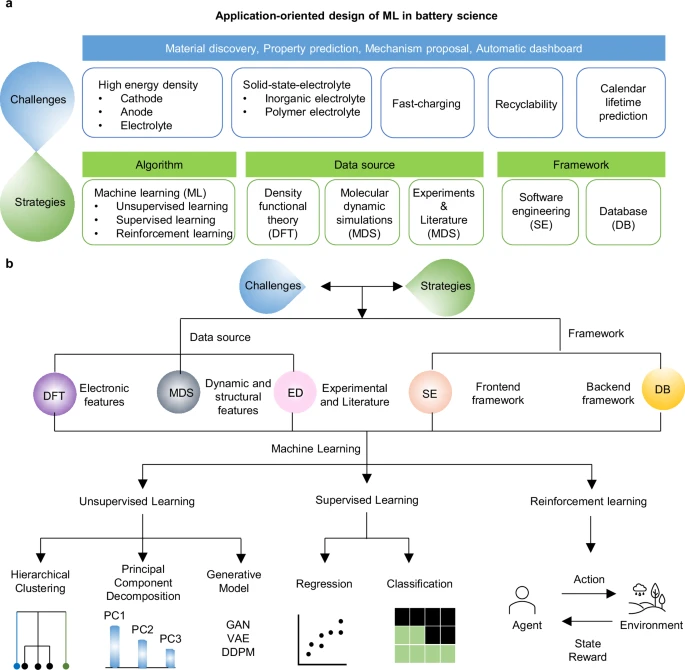 a
Application-oriented design of ML in battery science
Material discovery, Property prediction, Mechanism proposal, Automatic dashboard
Challenges
High energy density
• Cathode
• Anode
• Electrolyte
Solid-state-electrolyte
• Inorganic electrolyte
• Polymer electrolyte
Fast-charging
Recyclability
Calendar
lifetime
prediction
Strategies
Algorithm
Data source
Framework
Machine learning (ML)
• Unsupervised learning
• Supervised learning
• Reinforcement learning
Density
functional
theory
(DFT)
Molecular
dynamic
simulations
(MDS)
Experiments
&
Literature
(MDS)
Software
engineering
(SE)
Database
(DB)
b
Challenges
Strategies
Data source
Framework
DFT
Electronic
features
MDS
Dynamic and
structural
features
ED
Experimental
and Literature
SE
Frontend
framework
Backend
framework
DB
Machine Learning
Unsupervised Learning
Supervised Learning
Reinforcement learning
Hierarchical
Clustering
Principal
Component
Decomposition
Generative
Model
Regression
Classification
PC1
PC2
PC3
GAN
VAE
DDPM
Action
Agent
Environment
State
Reward